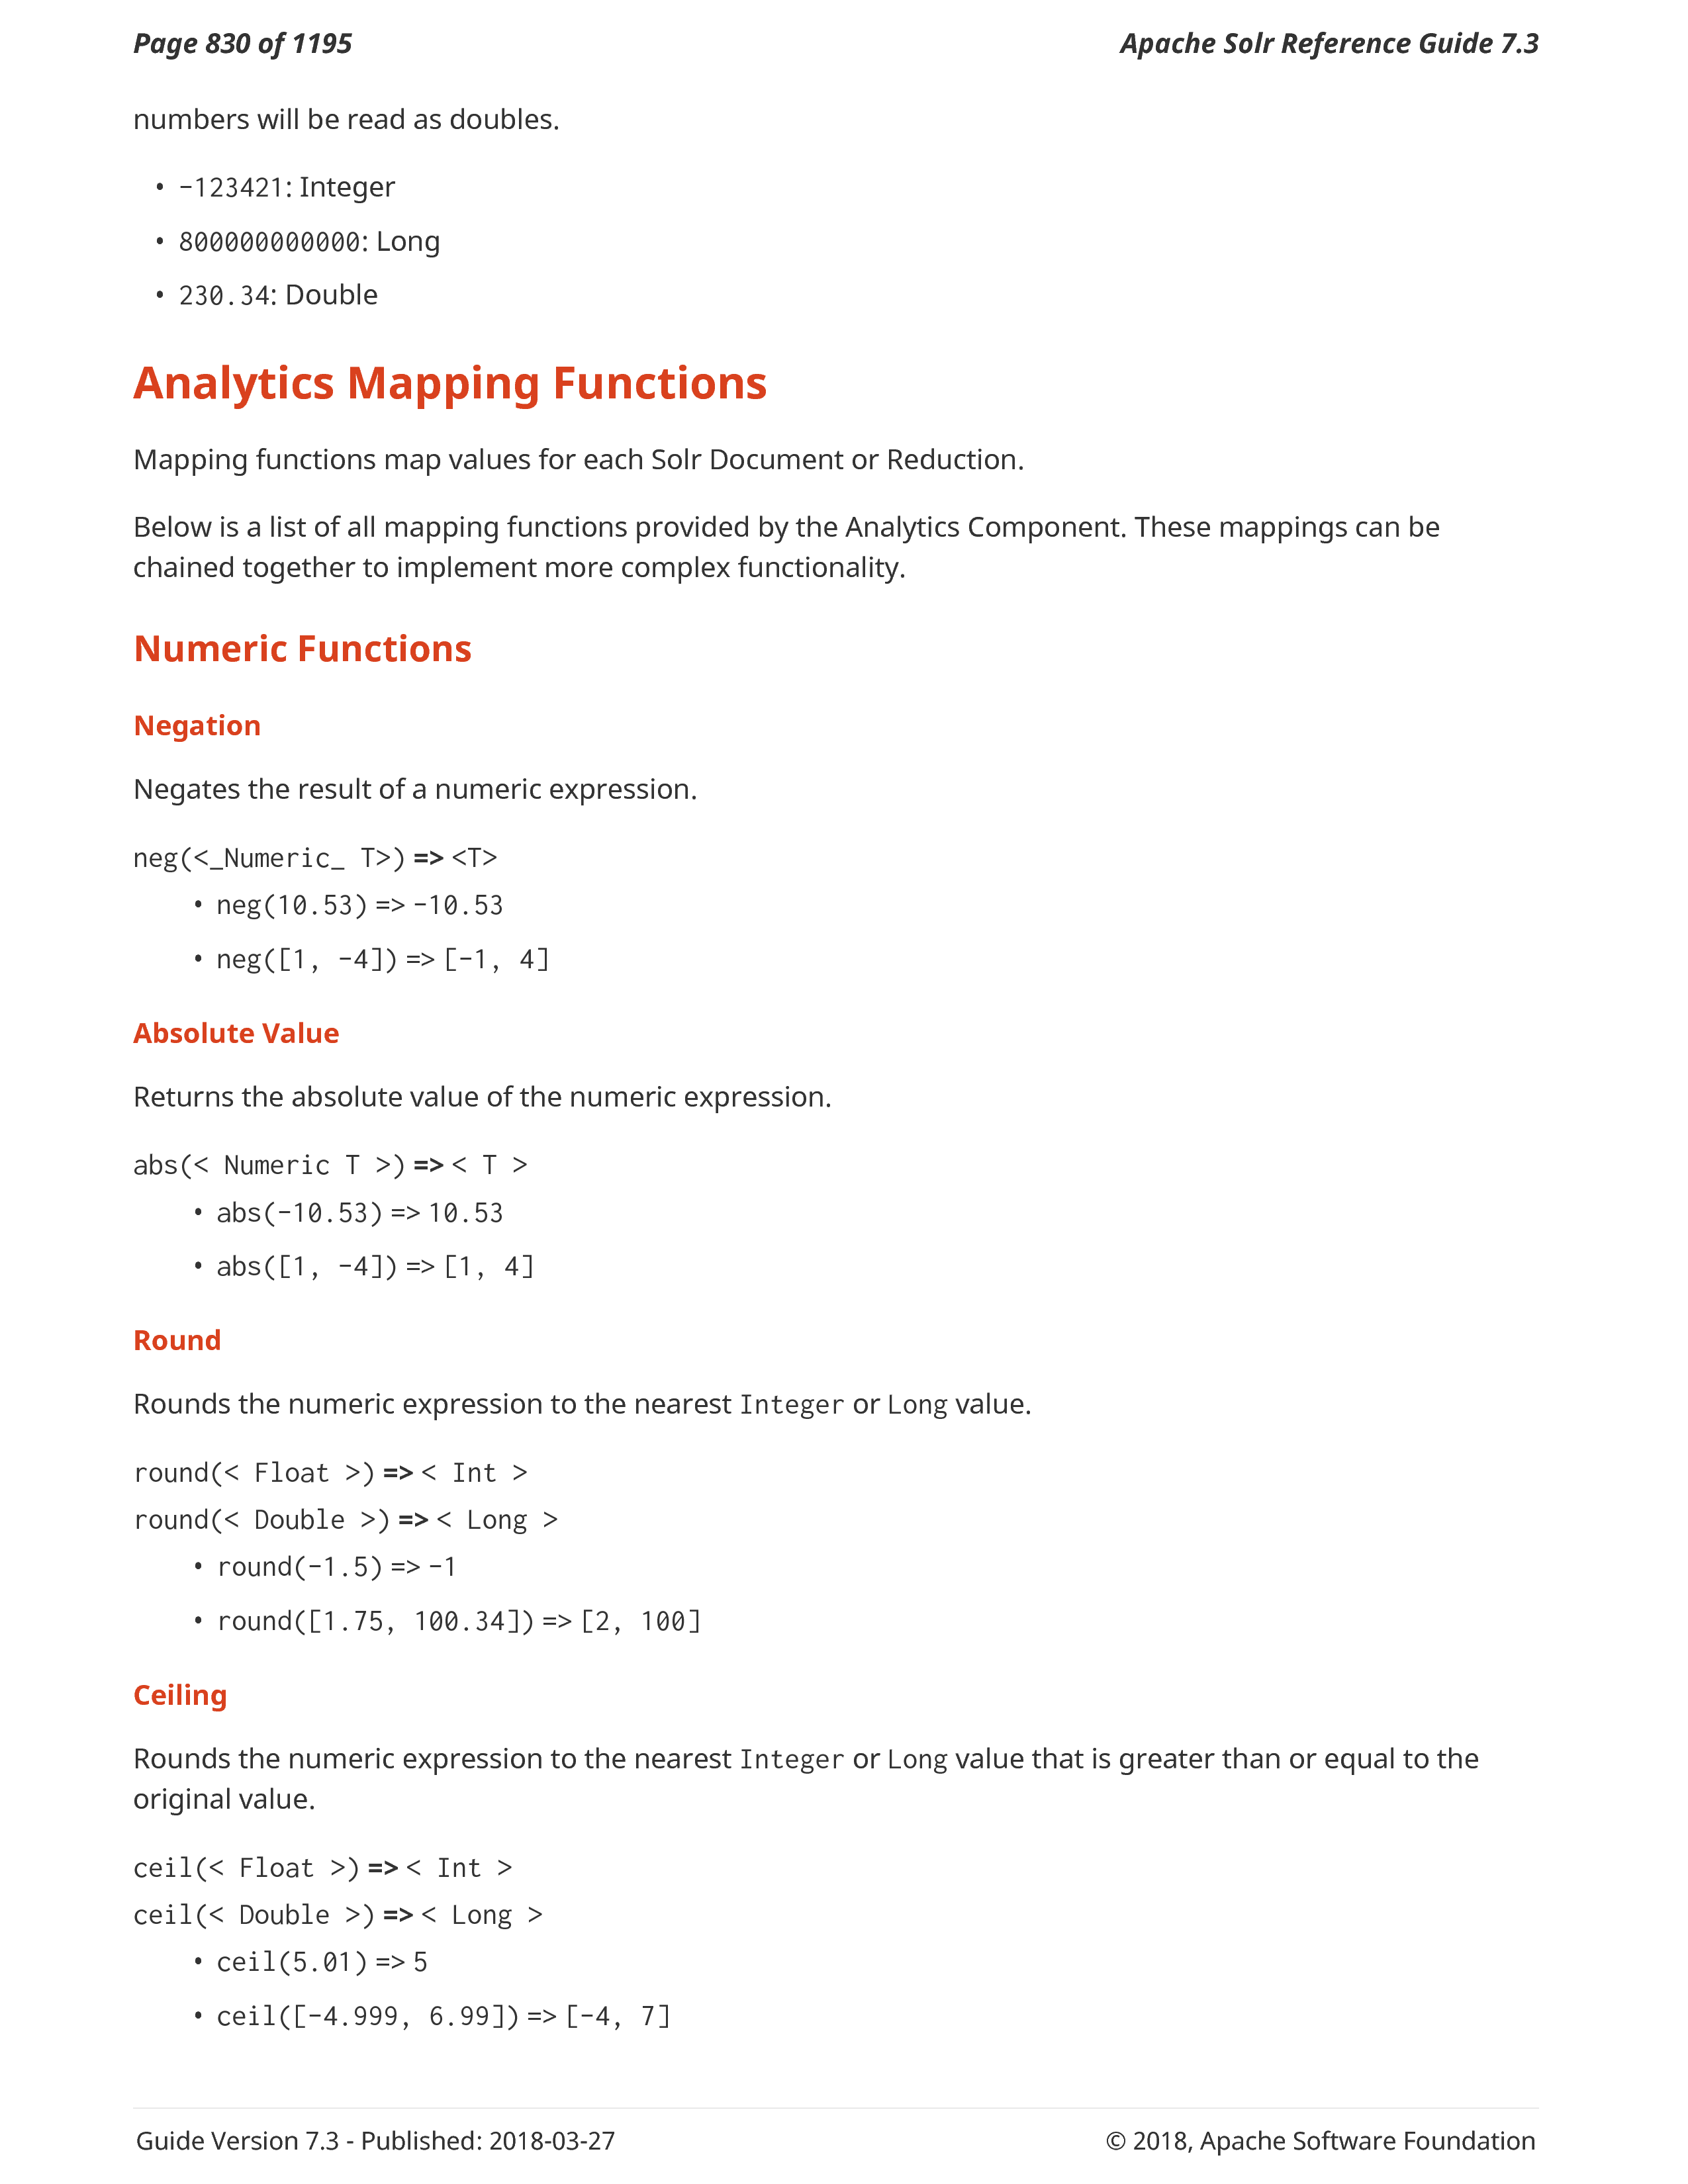 Page 830 of 1195
Apache Solr Reference Guide 7.3
numbers will be read as doubles.
• -123421: Integer
• 800000000000: Long
• 230.34: Double
Analytics Mapping Functions
Mapping functions map values for each Solr Document or Reduction.
Below is a list of all mapping functions provided by the Analytics Component. These mappings can be
chained together to implement more complex functionality.
Numeric Functions
Negation
Negates the result of a numeric expression.
neg(<_Numeric_ T>) => <T>
• neg(10.53) => -10.53
• neg([1, -4]) => [-1, 4]
Absolute Value
Returns the absolute value of the numeric expression.
abs(< Numeric T >) => < T >
• abs(-10.53) => 10.53
• abs([1, -4]) => [1, 4]
Round
Rounds the numeric expression to the nearest Integer or Long value.
round(< Float >) => < Int >
round(< Double >) => < Long >
• round(-1.5) => -1
• round([1.75, 100.34]) => [2, 100]
Ceiling
Rounds the numeric expression to the nearest Integer or Long value that is greater than or equal to the
original value.
ceil(< Float >) => < Int >
ceil(< Double >) => < Long >
• ceil(5.01) => 5
• ceil([-4.999, 6.99]) => [-4, 7]
Guide Version 7.3 - Published: 2018-03-27
© 2018, Apache Software Foundation